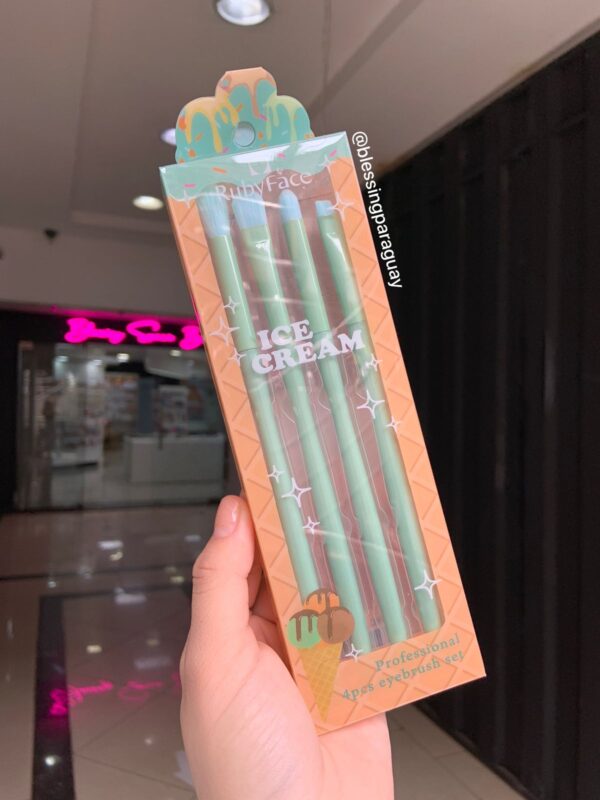 RubyFace
@blessingparaguay
ICE
CREAM
Professional
4pcs eyebrush set